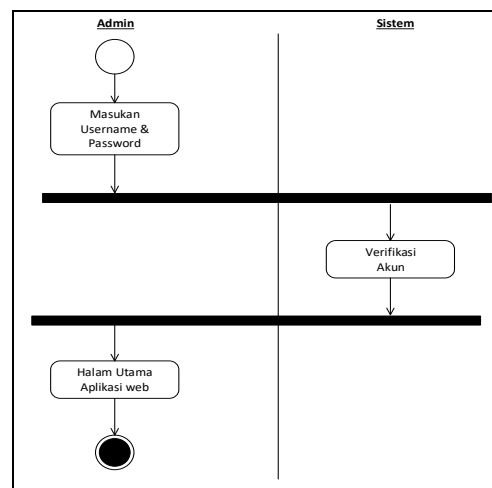 Admin
Sistem
Masukan
Username &
Password
Verifikasi
Akun
Halam Utama
Aplikasi web